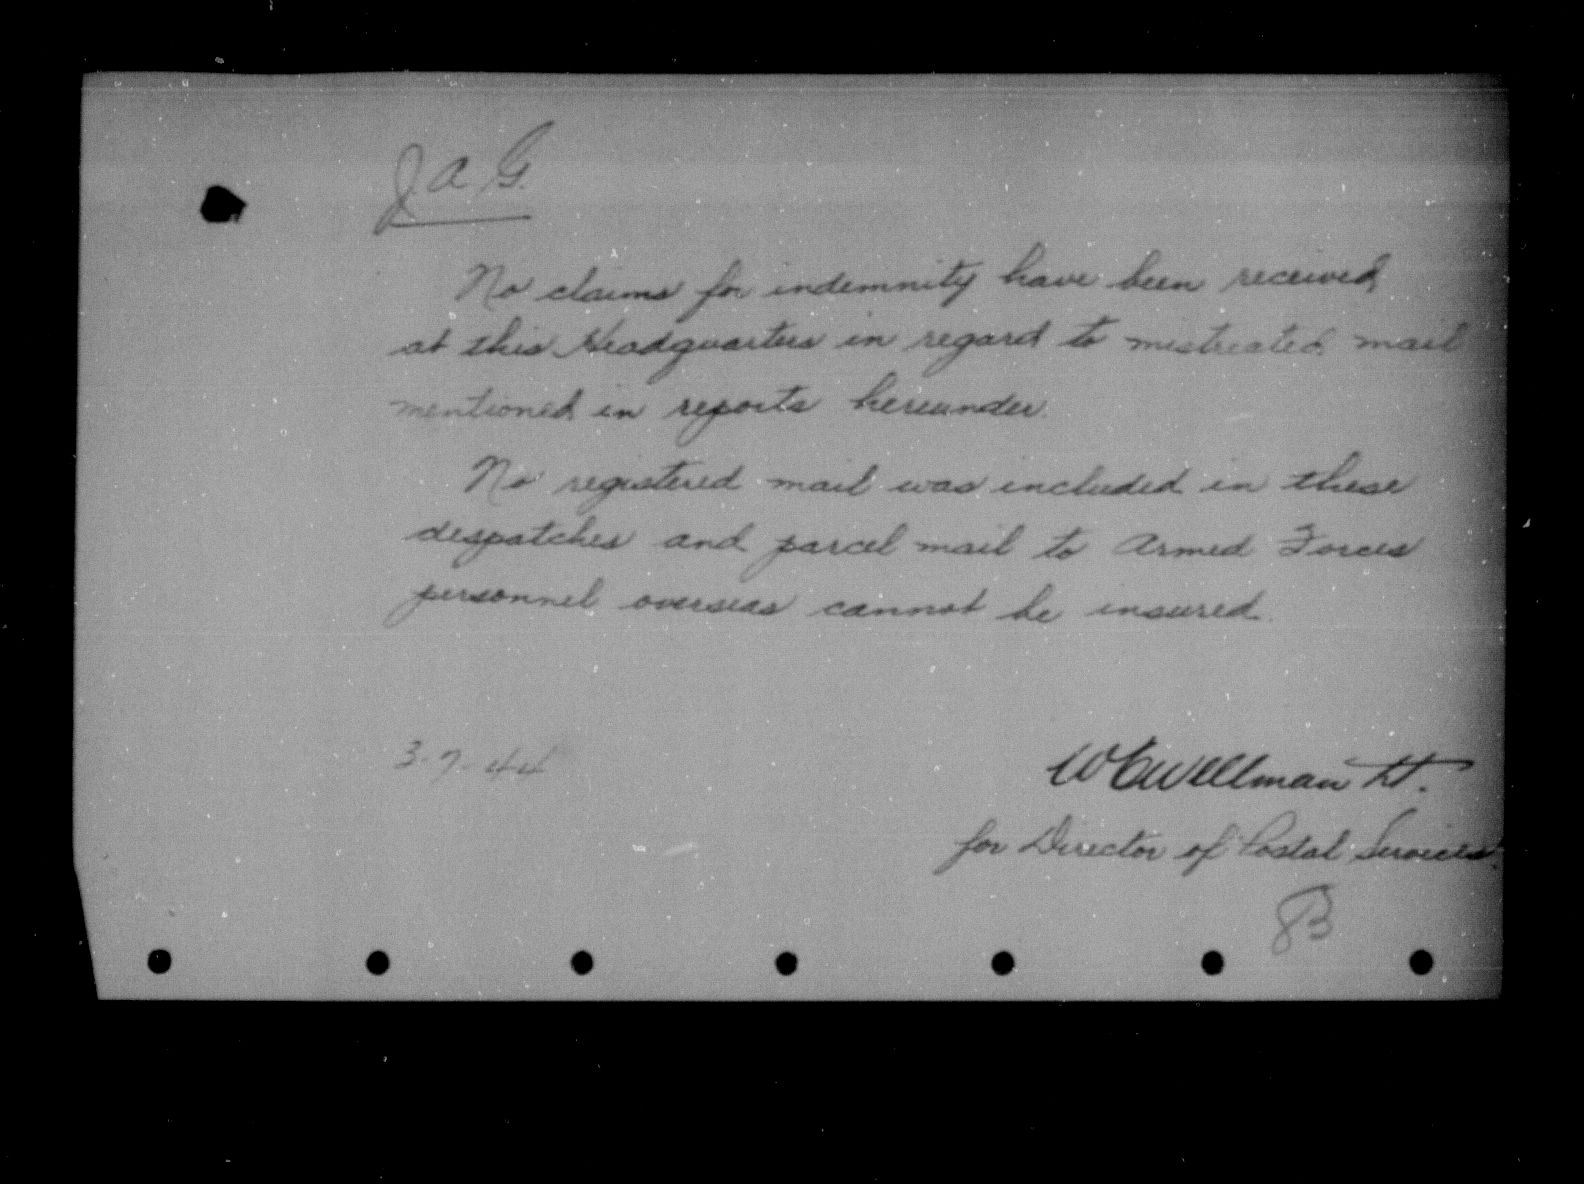 J.A.G.
No claims for indemnity have been received
at this Headquarters in regard to mistreated mail
mentioned in reports hereunder.
No registered mail was included in these
despatches and parcel mail to Armed Forces
personnel overseas cannot be insured.
3-7-44
W E Wellman Lt.
for Director of Postal Services.